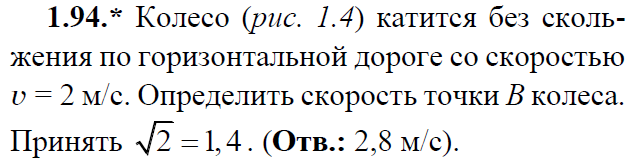 1.94.* Колесо (рис. 1.4) катится без сколь-
жения по горизонтальной дороге со скоростью
υ = 2 м/с. Определить скорость точки B колеса.
Принять √2 = 1,4. (Отв.: 2,8 м/с).